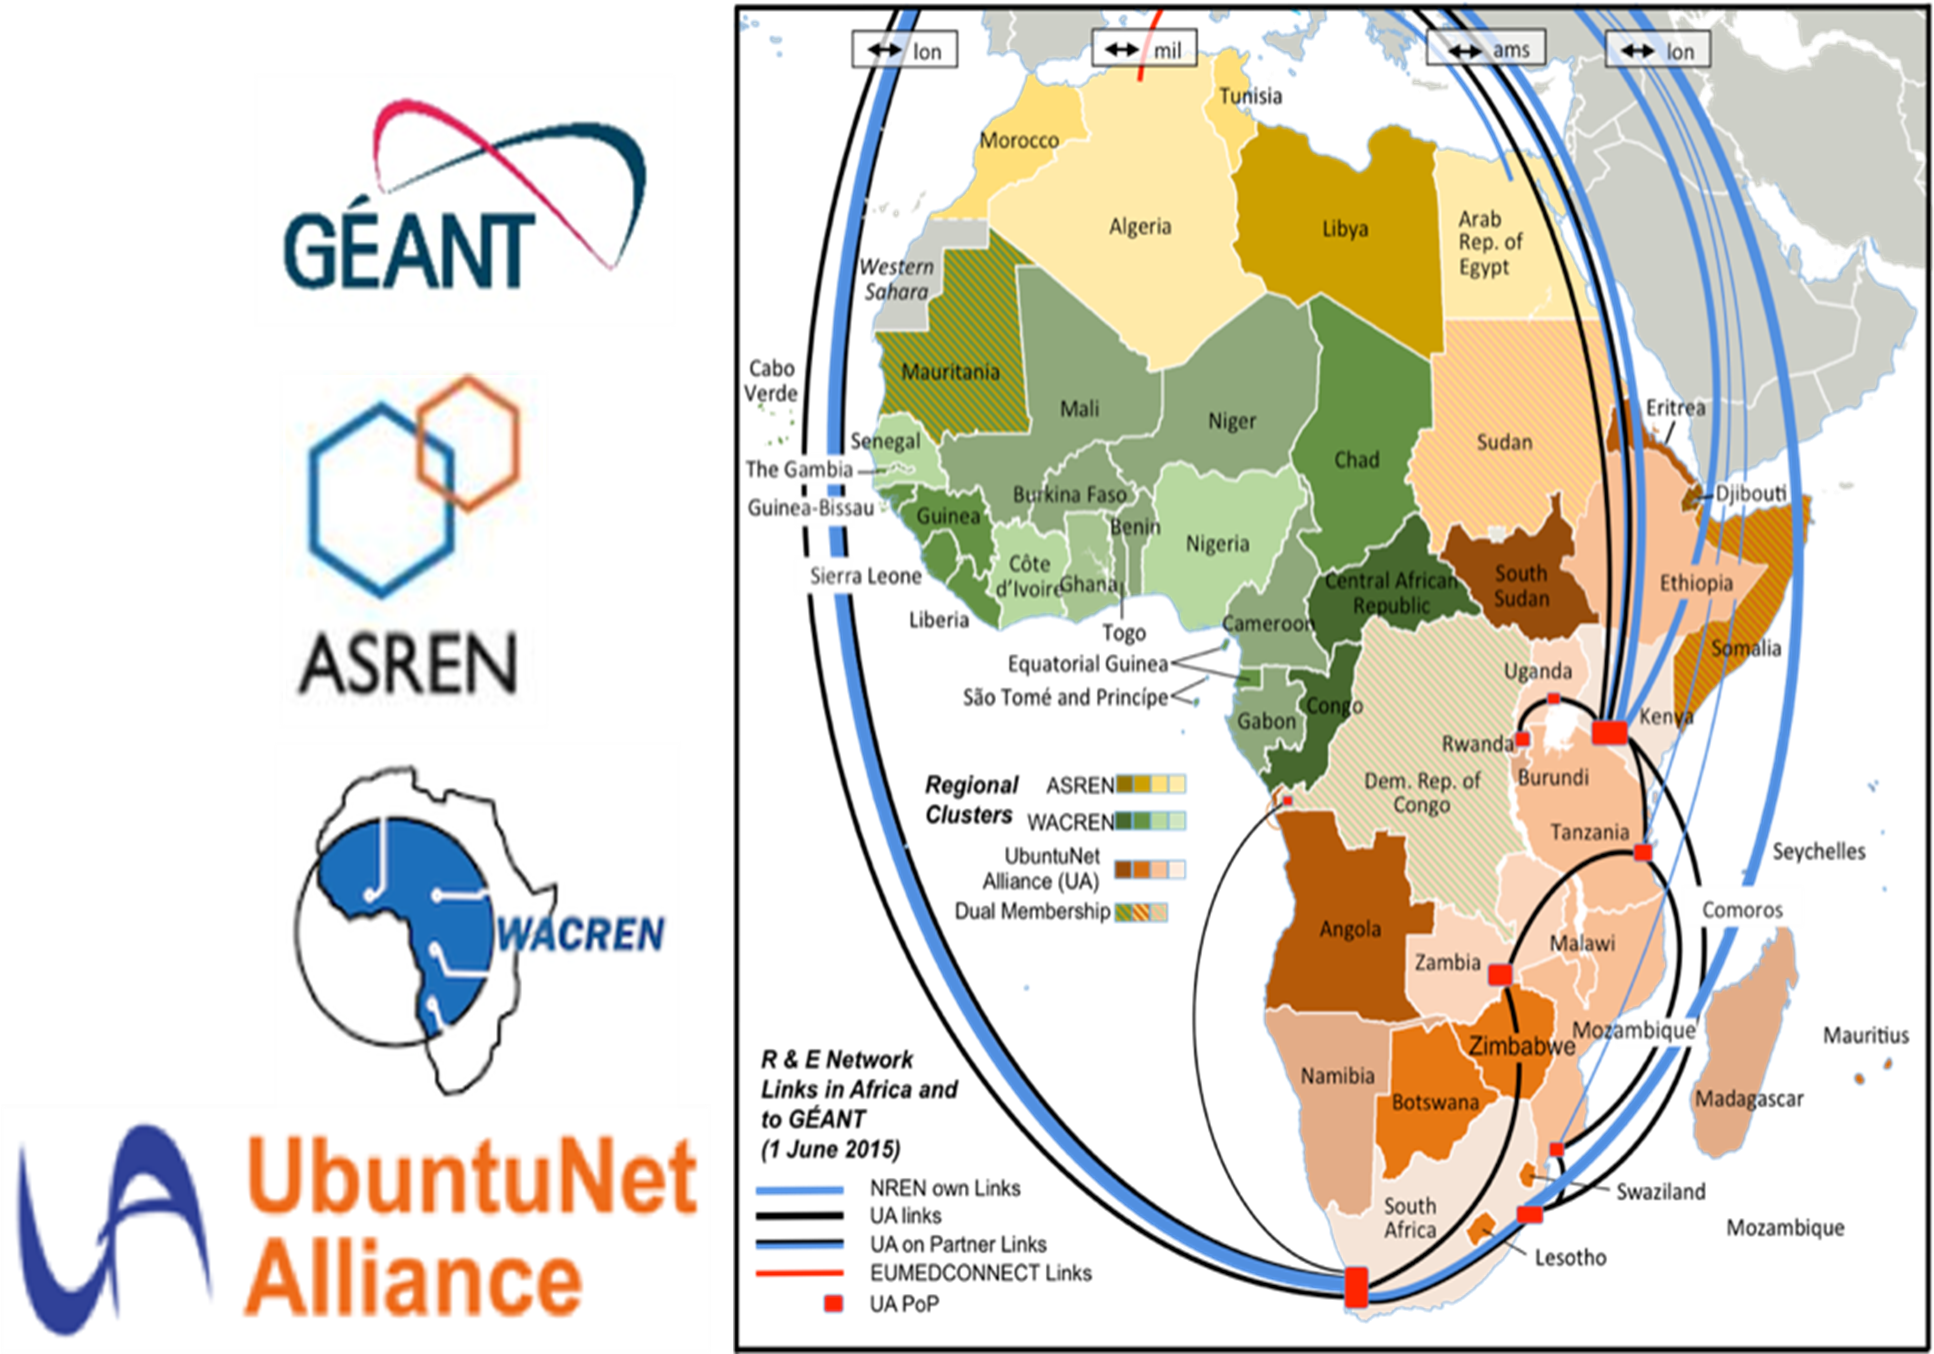 GÉANT
ASREN
WACREN
UbuntuNet
Alliance
lon
mil
ams
lon
Tunisia
Morocco
Algeria
Libya
Arab
Rep. of
Egypt
Western
Sahara
Cabo
Verde
Mauritania
Mali
Niger
Chad
Sudan
Eritrea
Senegal
The Gambia
Guinea-Bissau
Guinea
Burkina Faso
Benin
Nigeria
Djibouti
Côte
d'Ivoire
Ghana
Sierra Leone
Liberia
Togo
Central African
Republic
South
Sudan
Ethiopia
Cameroon
Somalia
Equatorial Guinea
São Tomé and Princípe
Uganda
Gabon
Congo
Kenya
Rwanda
Burundi
Dem. Rep. of
Congo
Tanzania
Regional
Clusters
ASREN
WACREN
UbuntuNet
Alliance (UA)
Dual Membership
Seychelles
Comoros
Angola
Malawi
Zambia
Mozambique
Mauritius
Zimbabwe
Namibia
Botswana
Madagascar
Swaziland
South
Africa
Mozambique
Lesotho
R & E Network
Links in Africa and
to GÉANT
(1 June 2015)
NREN own Links
UA links
UA on Partner Links
EUMEDCONNECT Links
UA PoP